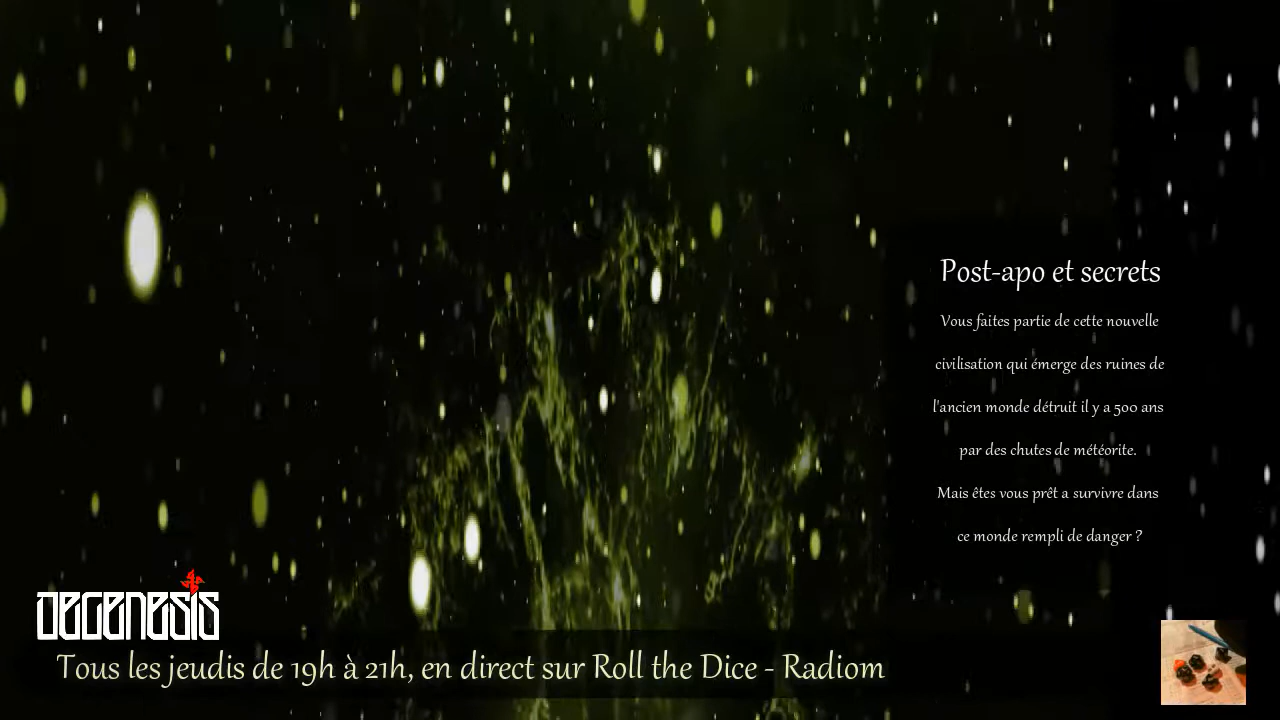 Post-apo et secrets
Vous faites partie de cette nouvelle
civilisation qui émerge des ruines de
l'ancien monde détruit il y a 500 ans
par des chutes de météorite.
Mais êtes vous prêt a survivre dans
ce monde rempli de danger ?
DEGENESIS
Tous les jeudis de 19h à 21h, en direct sur Roll the Dice - Radiom